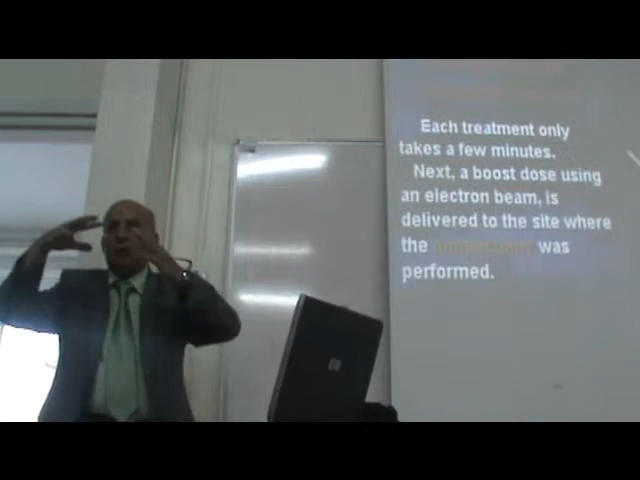 Each treatment only
takes a few minutes.
Next, a boost dose using
an electron beam, is
delivered to the site where
the was
performed.
hp